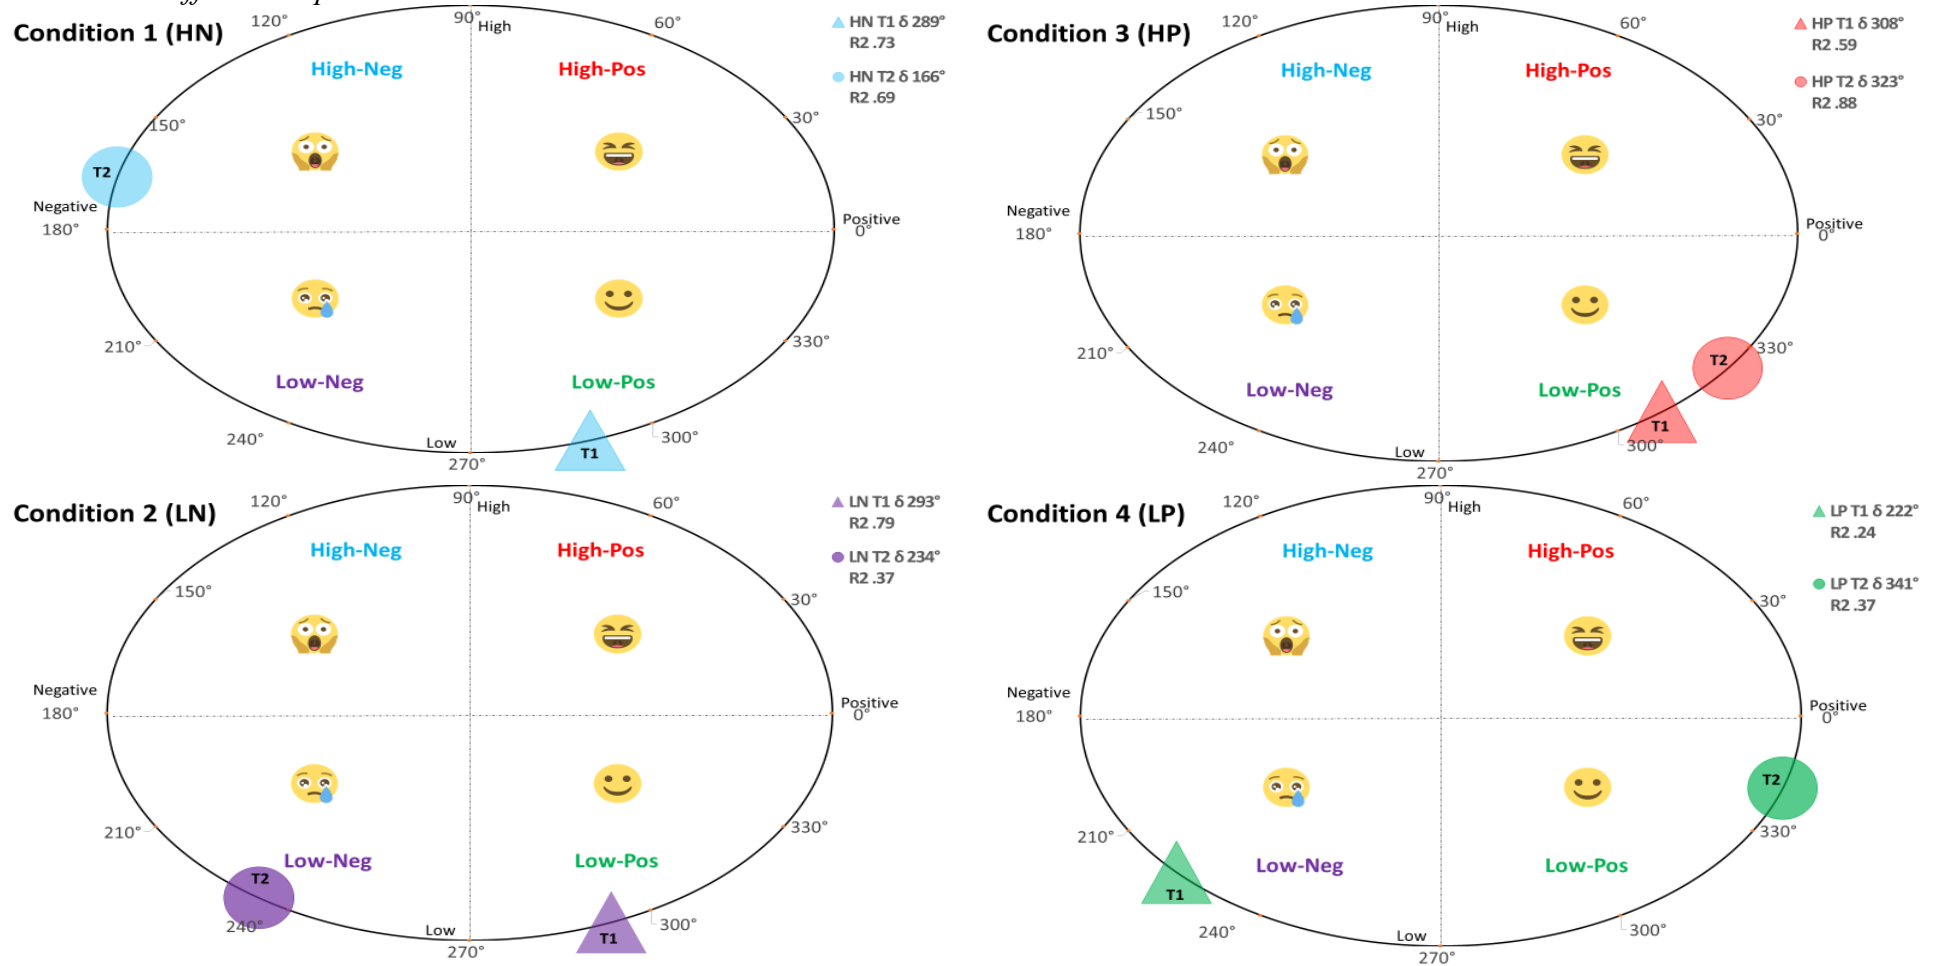 Condition 1 (HN)
120°
90°
High
60°
HN T1 δ 289°
R2 .73
HN T2 δ 166°
R2 .69
High-Neg
High-Pos
150°
30°
T2
Negative
180°
Positive
0°
210°
330°
Low-Neg
Low-Pos
240°
Low
270°
T1
300°
Condition 3 (HP)
120°
90°
High
60°
HP T1 δ 308°
R2 .59
HP T2 δ 323°
R2 .88
High-Neg
High-Pos
150°
30°
Negative
180°
Positive
0°
210°
T2
330°
Low-Neg
Low-Pos
T1
240°
Low
270°
300°
Condition 2 (LN)
120°
90°
High
60°
LN T1 δ 293°
R2 .79
LN T2 δ 234°
R2 .37
High-Neg
High-Pos
150°
30°
Negative
180°
Positive
0°
210°
330°
Low-Neg
Low-Pos
T2
240°
Low
270°
T1
300°
Condition 4 (LP)
120°
90°
High
60°
LP T1 δ 222°
R2 .24
LP T2 δ 341°
R2 .37
High-Neg
High-Pos
150°
30°
Negative
180°
Positive
0°
T2
210°
330°
Low-Neg
Low-Pos
T1
240°
Low
270°
300°